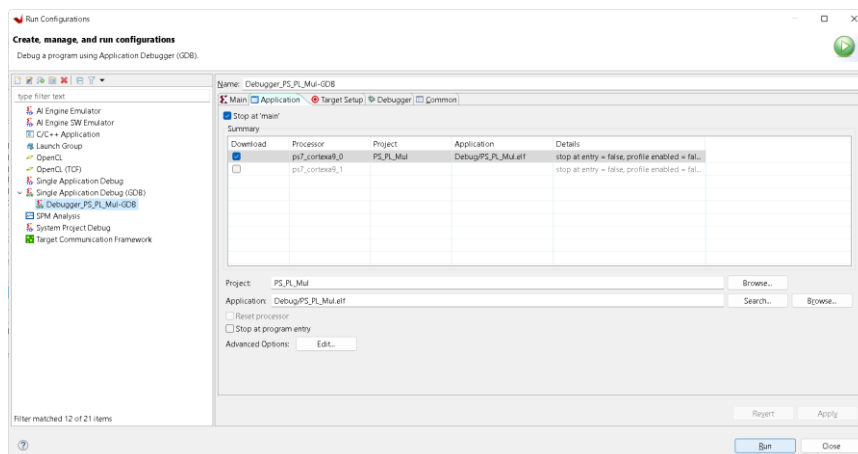 Run Configurations
Create, manage, and run configurations
Debug a program using Application Debugger (GDB).
type filter text
AI Engine Emulator
AI Engine SW Emulator
C/C++ Application
Launch Group
OpenCL
OpenCL (TCF)
Single Application Debug
Single Application Debug (GDB)
Debugger_PS_PL_Mul-GDB
SPM Analysis
System Project Debug
Target Communication Framework
Filter matched 12 of 21 items
Name: Debugger_PS_PL_Mul-GDB
Main Application Target Setup Debugger Common
Stop at 'main'
Summary
Download Processor Project Application Details
ps7_cortexa9_0 PS_PL_Mul Debug/PS_PL_Mul.elf stop at entry = false, profile enabled = fal...
ps7_cortexa9_1 stop at entry = false, profile enabled = fal...
Project: PS_PL_Mul Browse...
Application: Debug/PS_PL_Mul.elf Search... Browse...
Reset processor
Stop at program entry
Advanced Options: Edit...
Revert Apply
Run Close